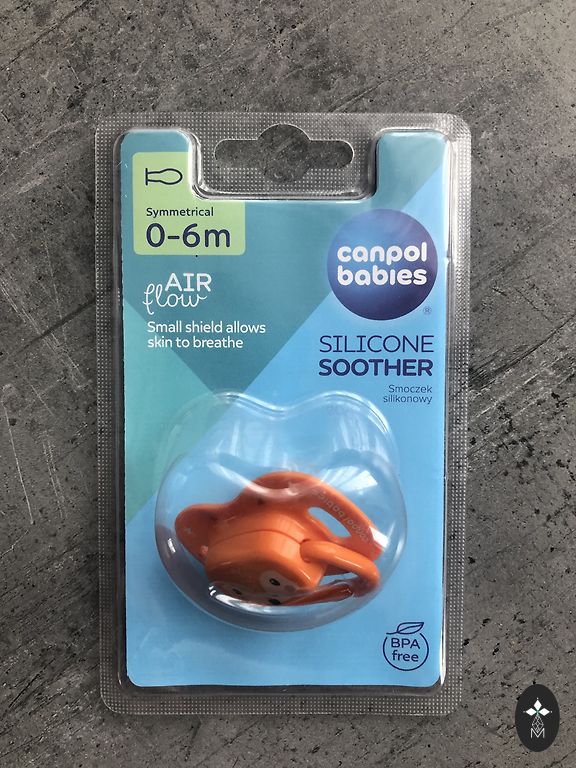 Symmetrical
0-6m
AIR
flow
Small shield allows
skin to breathe
canpol
babies
®
SILICONE
SOOTHER
Smoczek
silikonowy
BPA
free
M